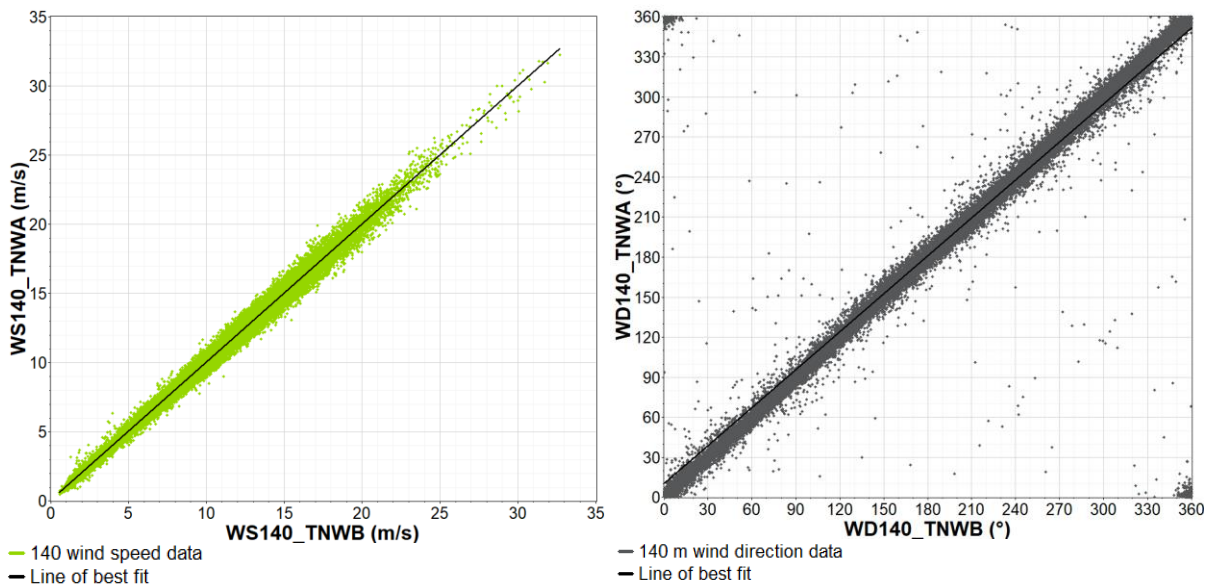 35
30
25
20
15
10
5
0
WS140_TNWA (m/s)
0 5 10 15 20 25 30 35
WS140_TNWB (m/s)
140 wind speed data
Line of best fit
360
330
300
270
240
210
180
150
120
90
60
30
0
WD140_TNWA (°)
0 30 60 90 120 150 180 210 240 270 300 330 360
WD140_TNWB (°)
140 m wind direction data
Line of best fit